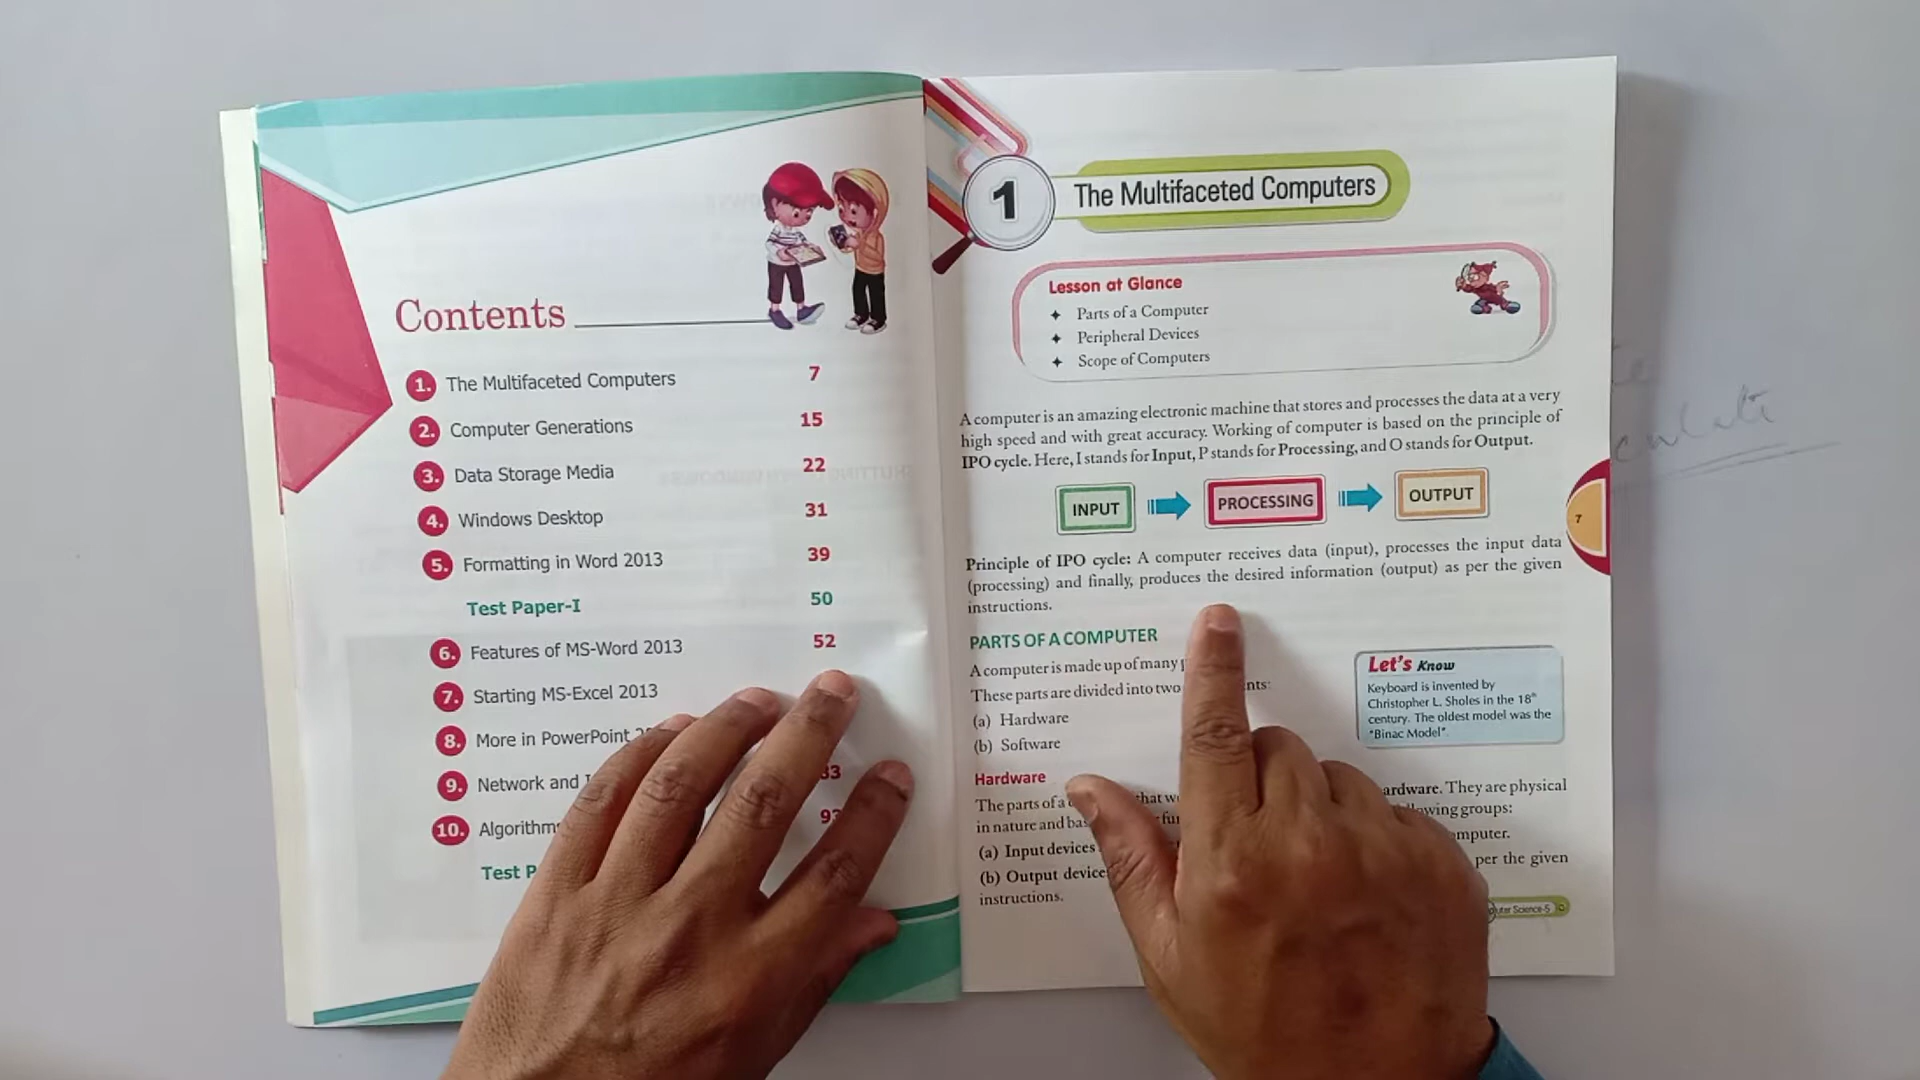 Contents
1. The Multifaceted Computers 7
2. Computer Generations 15
3. Data Storage Media 22
4. Windows Desktop 31
5. Formatting in Word 2013 39
Test Paper-I 50
6. Features of MS-Word 2013 52
7. Starting MS-Excel 2013
8. More in PowerPoint
9. Network and
10. Algorithms
Test
1 The Multifaceted Computers
Lesson at Glance
Parts of a Computer
Peripheral Devices
Scope of Computers
A computer is an amazing electronic machine that stores and processes the data at a very
high speed and with great accuracy. Working of computer is based on the principle of
IPO cycle. Here, I stands for Input, P stands for Processing, and O stands for Output.
INPUT PROCESSING OUTPUT
7
Principle of IPO cycle: A computer receives data (input), processes the input data
(processing) and finally, produces the desired information (output) as per the given
instructions.
PARTS OF A COMPUTER
A computer is made up of many
These parts are divided into two
(a) Hardware
(b) Software
Let's Know
Keyboard is invented by
Christopher L. Sholes in the 18th
century. The oldest model was the
"Binac Model".
Hardware
The parts of a that They are physical
in nature and groups:
(a) Input devices
(b) Output per the given
instructions.
Science-5